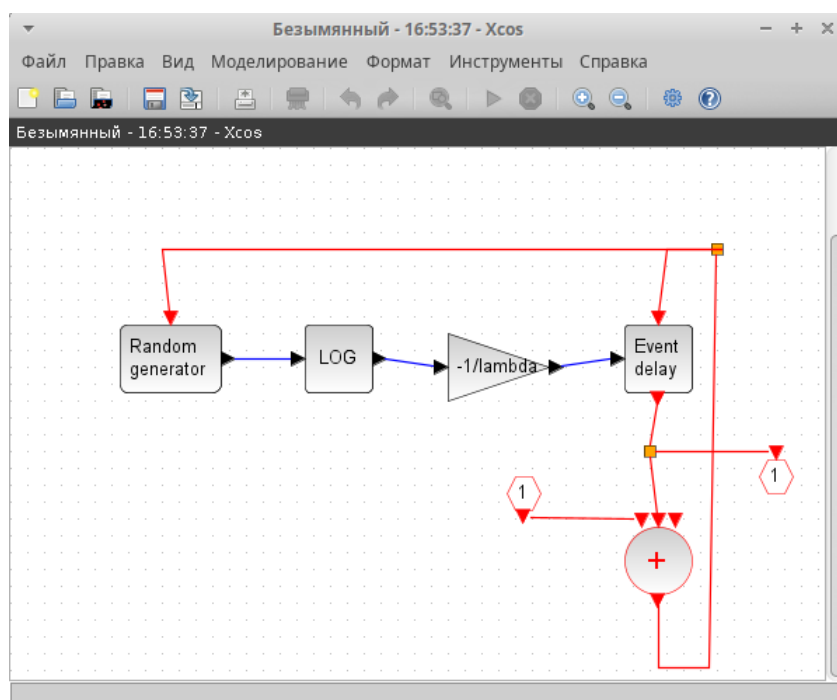 Безымянный - 16:53:37 - Xcos
Файл Правка Вид Моделирование Формат Инструменты Справка
Безымянный - 16:53:37 - Xcos
Random
generator
LOG
-1/lambda
Event
delay
1
1
+